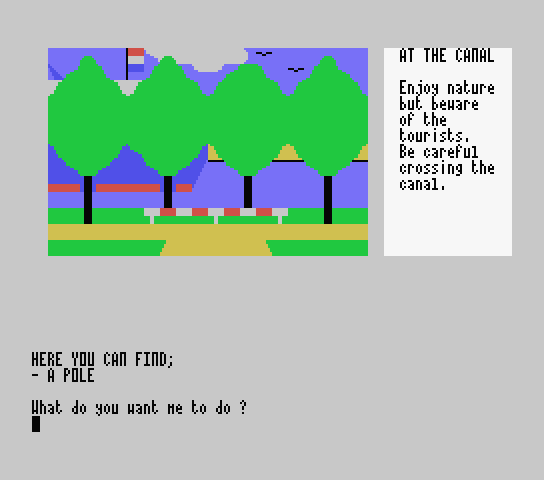 AT THE CANAL
Enjoy nature
but beware
of the
tourists.
Be careful
crossing the
canal.
HERE YOU CAN FIND;
- A POLE
What do you want me to do ?